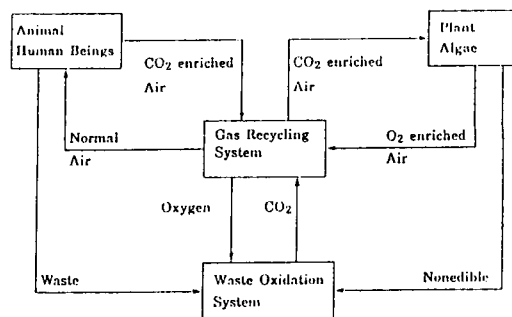 Animal
Human Beings
Plant
Algae
CO2 enriched
Air
CO2 enriched
Air
Normal
Air
Gas Recycling
System
O2 enriched
Air
Oxygen
CO2
Waste
Waste Oxidation
System
Nonedible